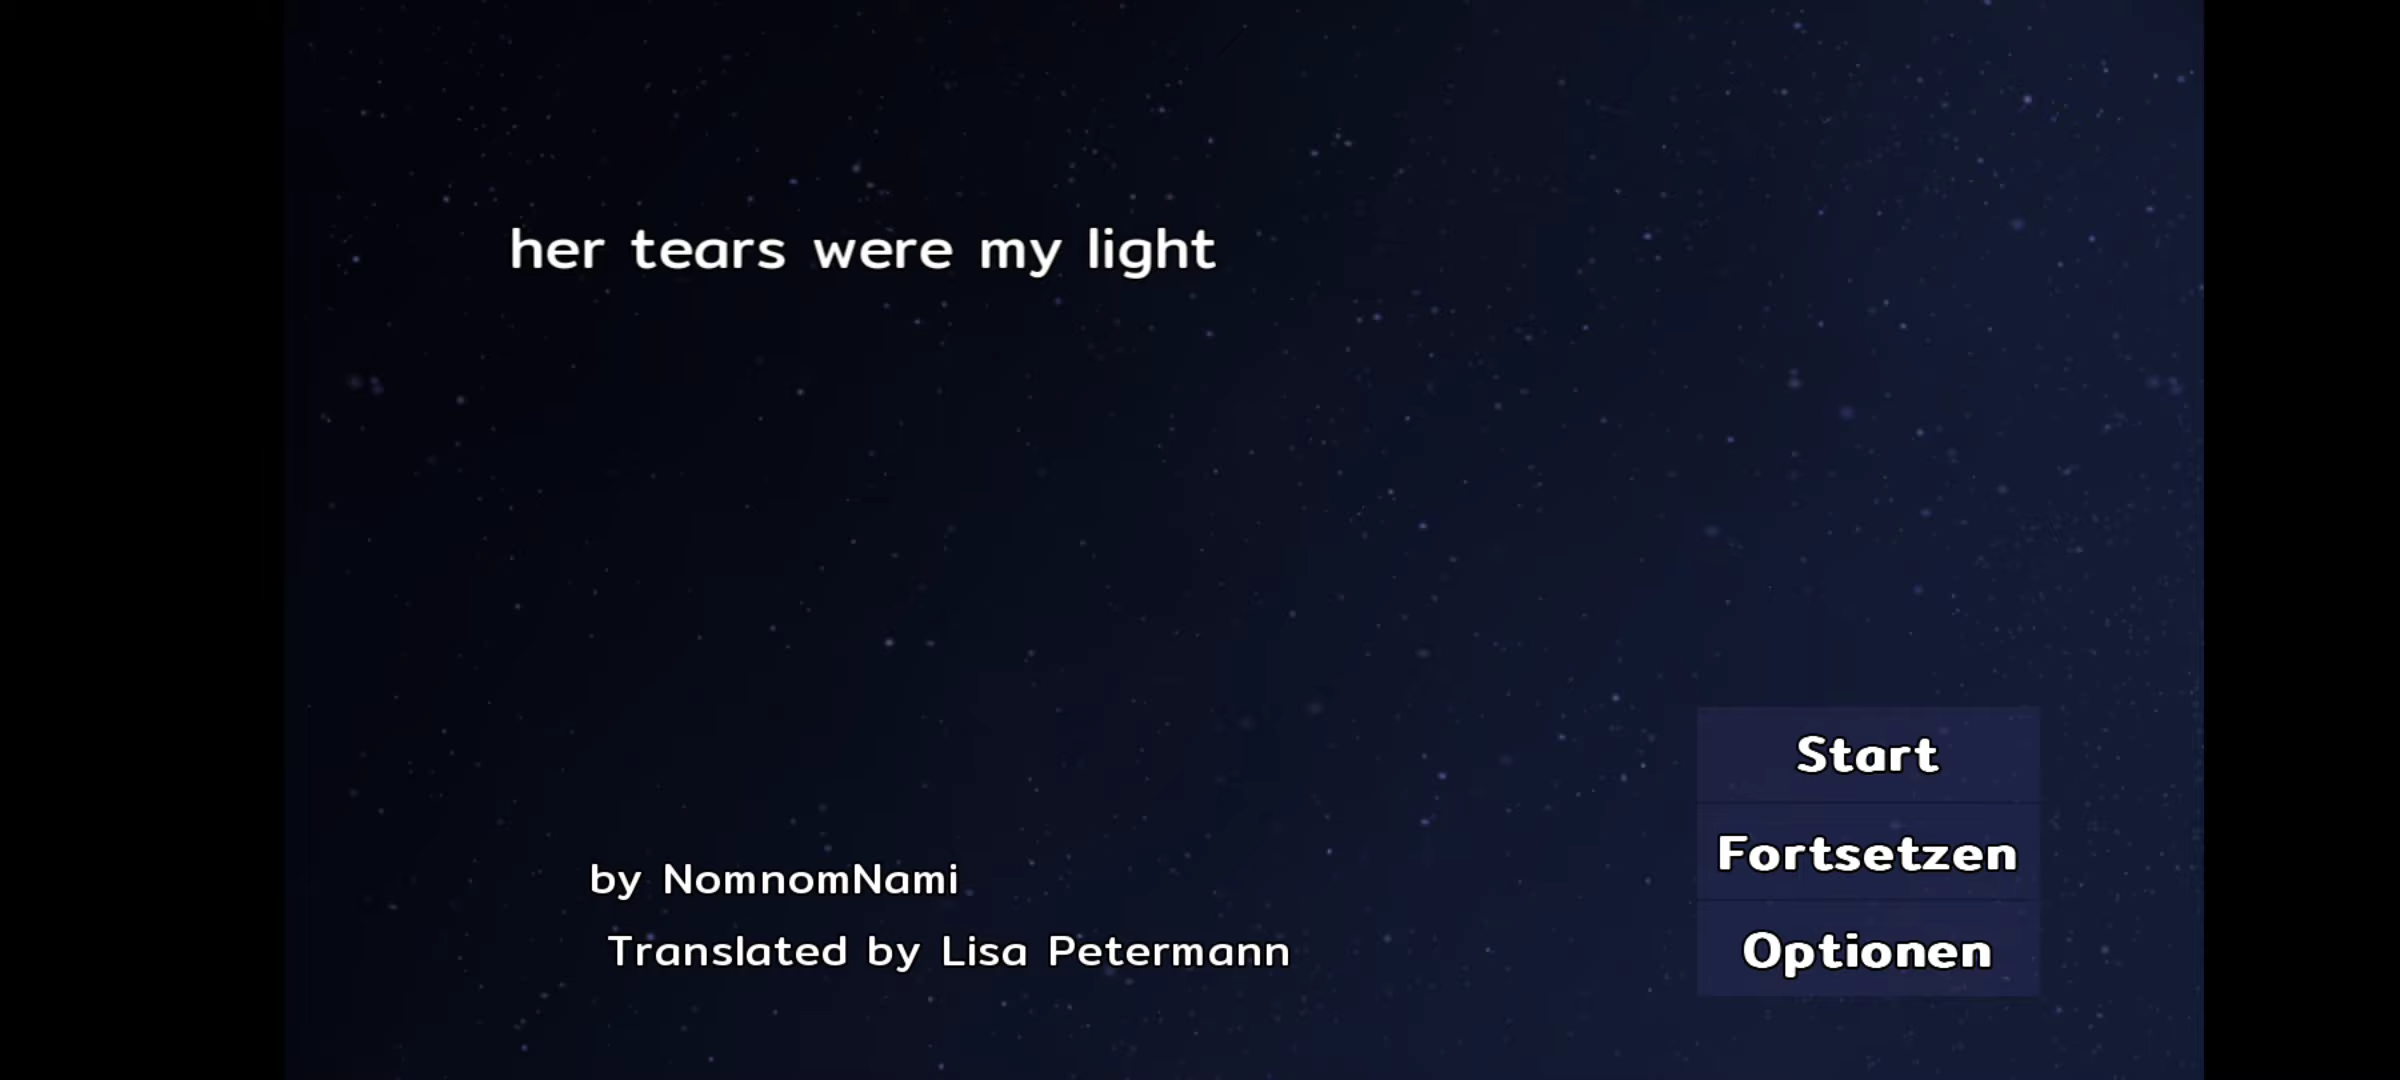 her tears were my light
by NomnomNami
Translated by Lisa Petermann
Start
Fortsetzen
Optionen